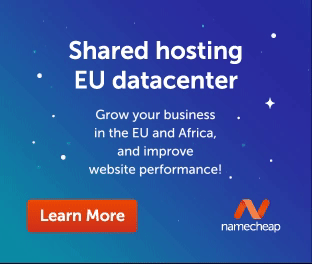 Shared hosting
EU datacenter
Grow your business
in the EU and Africa,
and improve
website performance!
Learn More
namecheap